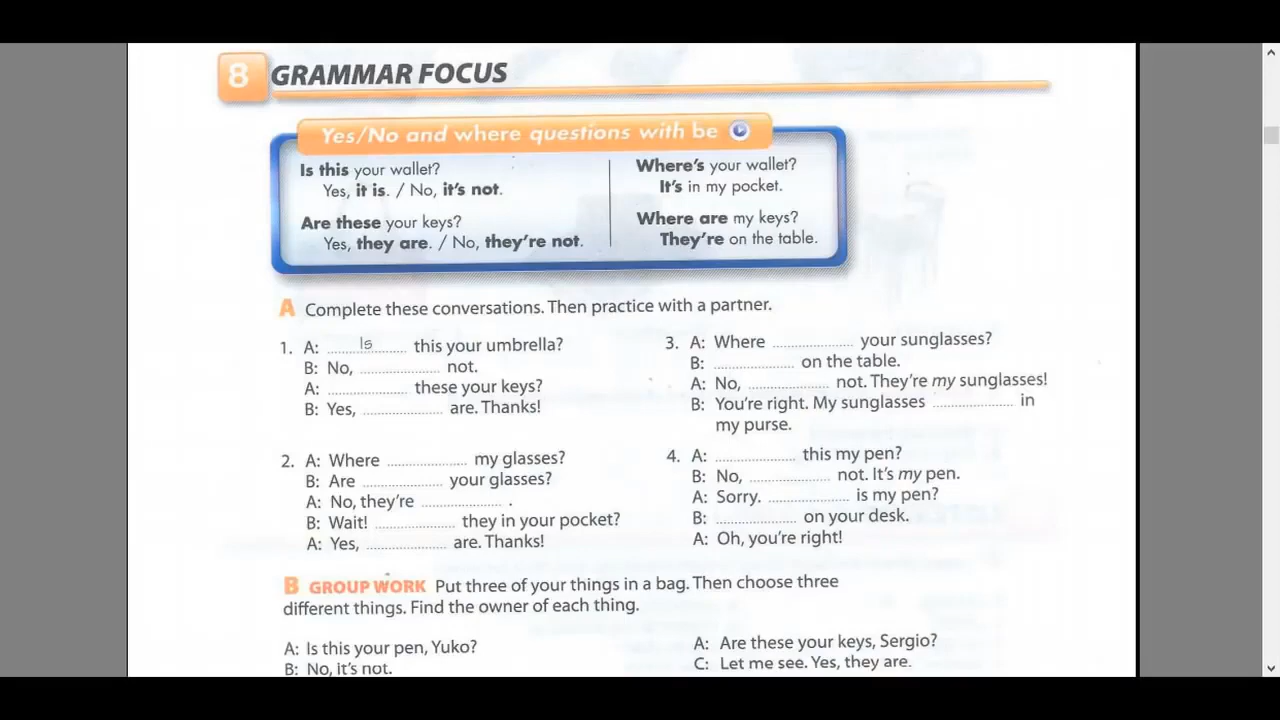 8 GRAMMAR FOCUS
Yes/No and where questions with be
Is this your wallet?
Yes, it is. / No, it's not.
Are these your keys?
Yes, they are. / No, they're not.
Where's your wallet?
It's in my pocket.
Where are my keys?
They're on the table.
A Complete these conversations. Then practice with a partner.
1. A: ......Is...... this your umbrella?
B: No, .................... not.
A: .................... these your keys?
B: Yes, .................... are. Thanks!
2. A: Where .................... my glasses?
B: Are .................... your glasses?
A: No, they're .................... .
B: Wait! .................... they in your pocket?
A: Yes, .................... are. Thanks!
3. A: Where .................... your sunglasses?
B: .................... on the table.
A: No, .................... not. They're my sunglasses!
B: You're right. My sunglasses .................... in
my purse.
4. A: .................... this my pen?
B: No, .................... not. It's my pen.
A: Sorry. .................... is my pen?
B: .................... on your desk.
A: Oh, you're right!
B GROUP WORK Put three of your things in a bag. Then choose three
different things. Find the owner of each thing.
A: Is this your pen, Yuko?
B: No, it's not.
A: Are these your keys, Sergio?
C: Let me see. Yes, they are.